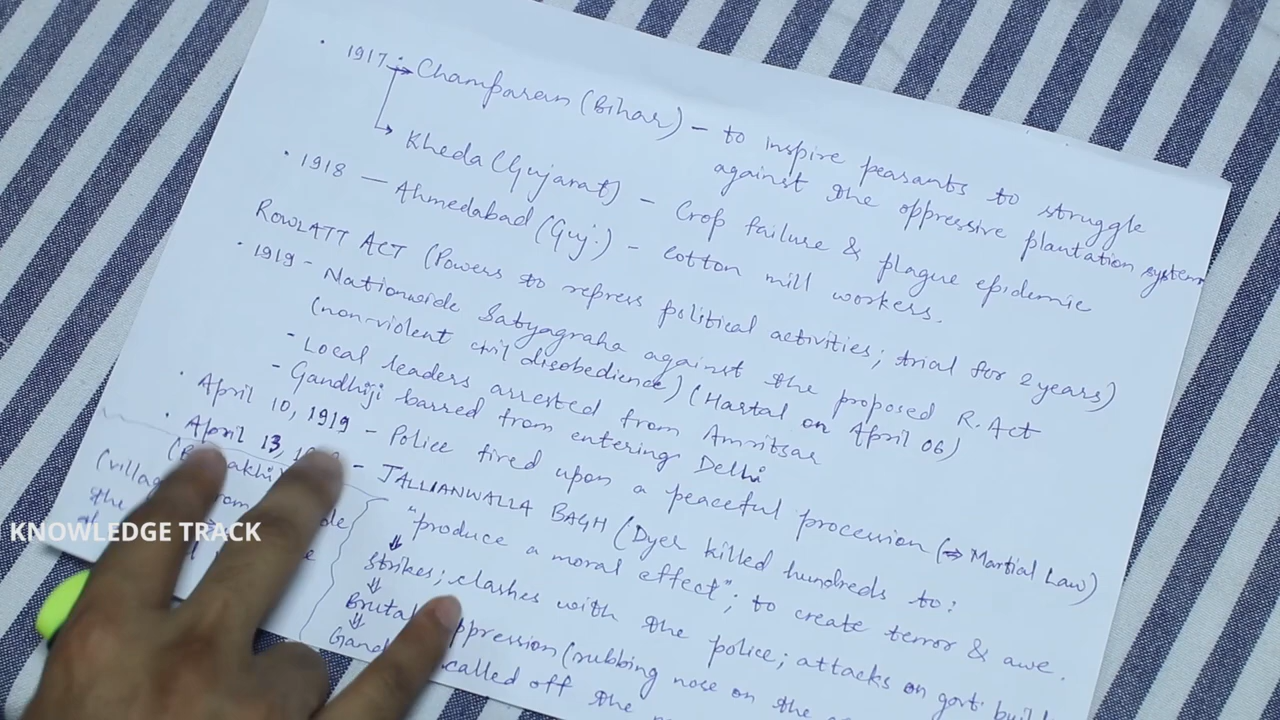 1917 → Champaran (Bihar) - to inspire peasants to struggle
against the oppressive plantation system
→ Kheda (Gujarat) - Crop failure & plague epidemic
1918 - Ahmedabad (Guj.) - cotton mill workers.
ROWLATT ACT (Powers to repress political activities; trial for 2 years)
1919 - Nationwide Satyagraha against the proposed R. Act
(non-violent civil disobedience) (Hartal on April 06)
- Local leaders arrested from Amritsar
- Gandhiji barred from entering Delhi
April 10, 1919 - Police fired upon a peaceful procession (⇒ Martial Law)
April 13, - JALLIANWALLA BAGH (Dyer killed hundreds to:
"produce a moral effect"; to create terror & awe.
(villag
the
strikes; clashes with the police; attacks on govt.
(rubbing nose on the
called off the
KNOWLEDGE TRACK